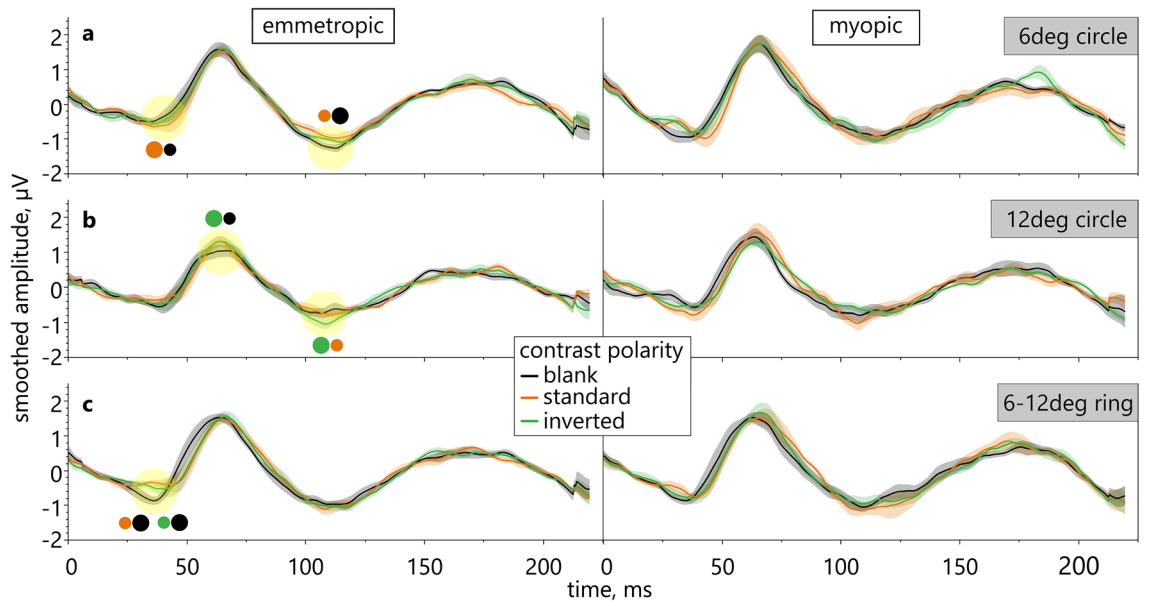 emmetropic
myopic
a
6deg circle
2
1
0
-1
-2
b
12deg circle
2
1
0
-1
-2
contrast polarity
blank
standard
inverted
c
6-12deg ring
2
1
0
-1
-2
smoothed amplitude, µV
0 50 100 150 200 0 50 100 150 200
time, ms